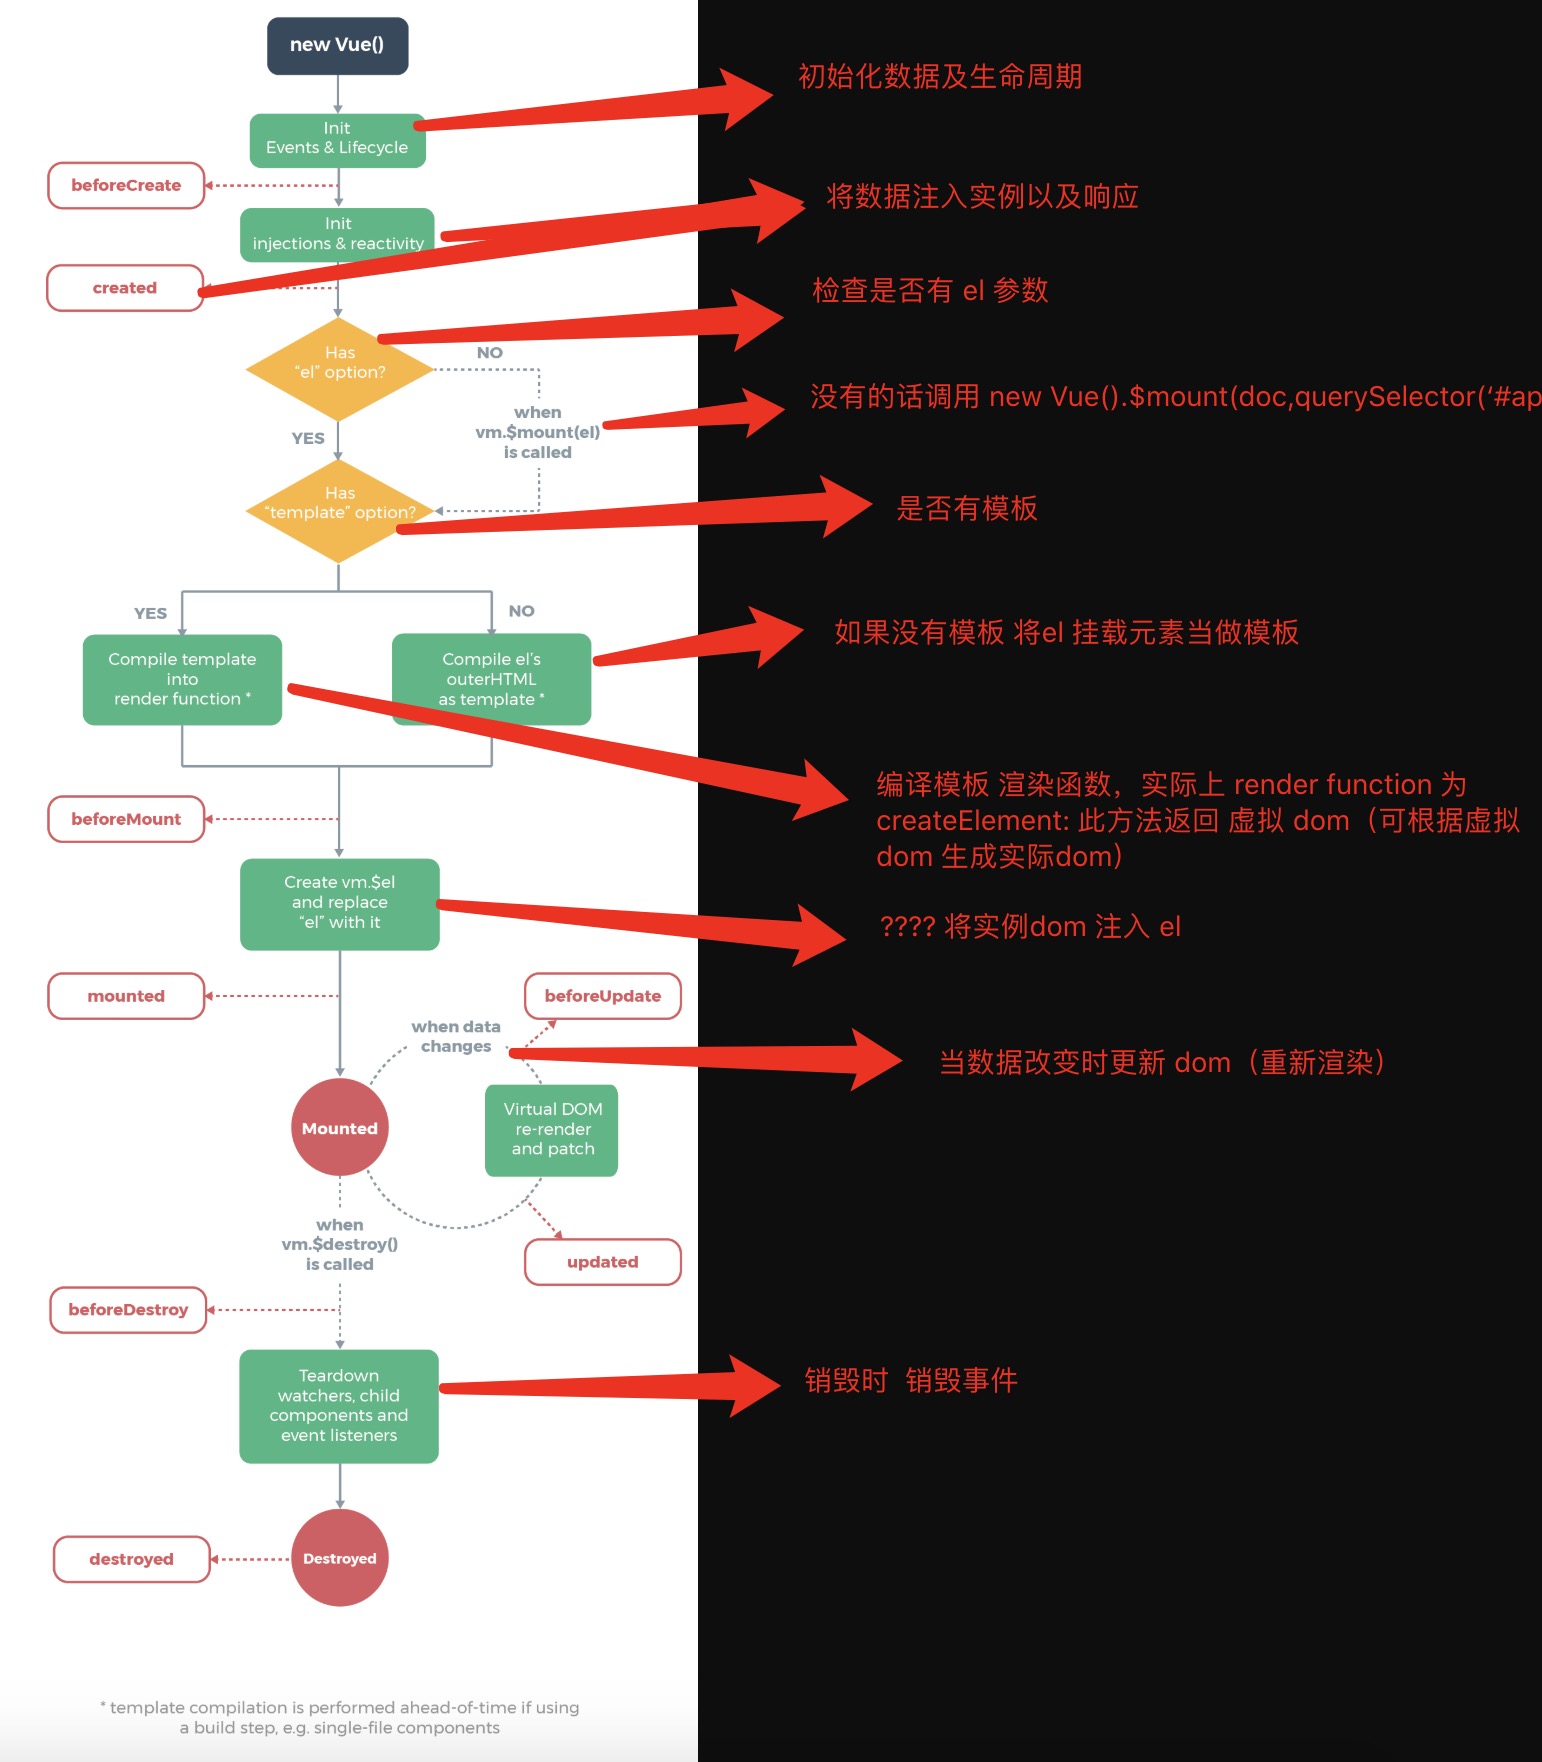 new Vue()
初始化数据及生命周期
Init
Events & Lifecycle
beforeCreate
将数据注入实例以及响应
Init
injections & reactivity
created
检查是否有 el 参数
Has
“el” option?
NO
没有的话调用 new Vue().$mount(doc,querySelector(‘#ap
when
vm.$mount(el)
is called
YES
Has
“template” option?
是否有模板
YES
NO
如果没有模板 将el 挂载元素当做模板
Compile template
into
render function *
Compile el’s
outerHTML
as template *
编译模板 渲染函数，实际上 render function 为
createElement: 此方法返回 虚拟 dom（可根据虚拟
dom 生成实际dom）
beforeMount
Create vm.$el
and replace
“el” with it
???? 将实例dom 注入 el
mounted
beforeUpdate
when data
changes
当数据改变时更新 dom（重新渲染）
Mounted
Virtual DOM
re-render
and patch
when
vm.$destroy()
is called
updated
beforeDestroy
Teardown
watchers, child
components and
event listeners
销毁时 销毁事件
destroyed
Destroyed
* template compilation is performed ahead-of-time if using
a build step, e.g. single-file components